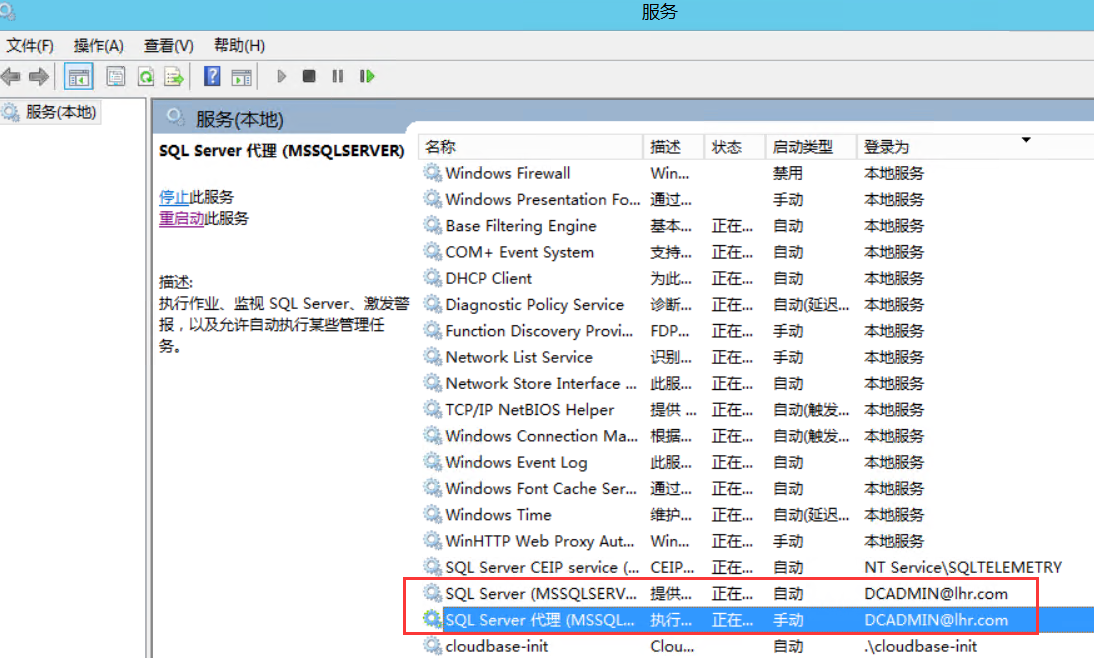 服务
文件(F) 操作(A) 查看(V) 帮助(H)
服务(本地)
服务(本地)
SQL Server 代理 (MSSQLSERVER)
停止此服务
重启动此服务
描述:
执行作业、监视 SQL Server、激发警
报，以及允许自动执行某些管理任
务。
名称 描述 状态 启动类型 登录为
Windows Firewall Win... 禁用 本地服务
Windows Presentation Fo... 通过... 手动 本地服务
Base Filtering Engine 基本... 正在... 自动 本地服务
COM+ Event System 支持... 正在... 自动 本地服务
DHCP Client 为此... 正在... 自动 本地服务
Diagnostic Policy Service 诊断... 正在... 自动(延迟... 本地服务
Function Discovery Provi... FDP... 正在... 手动 本地服务
Network List Service 识别... 正在... 手动 本地服务
Network Store Interface ... 此服... 正在... 自动 本地服务
TCP/IP NetBIOS Helper 提供 ... 正在... 自动(触发... 本地服务
Windows Connection Ma... 根据... 正在... 自动(触发... 本地服务
Windows Event Log 此服... 正在... 自动 本地服务
Windows Font Cache Ser... 通过... 正在... 自动 本地服务
Windows Time 维护... 正在... 自动(延迟... 本地服务
WinHTTP Web Proxy Aut... Win... 正在... 手动 本地服务
SQL Server CEIP service (... CEIP... 正在... 自动 NT Service\SQLTELEMETRY
SQL Server (MSSQLSERV... 提供... 正在... 自动 DCADMIN@lhr.com
SQL Server 代理 (MSSQL... 执行... 正在... 手动 DCADMIN@lhr.com
cloudbase-init Clou... 自动 .\cloudbase-init